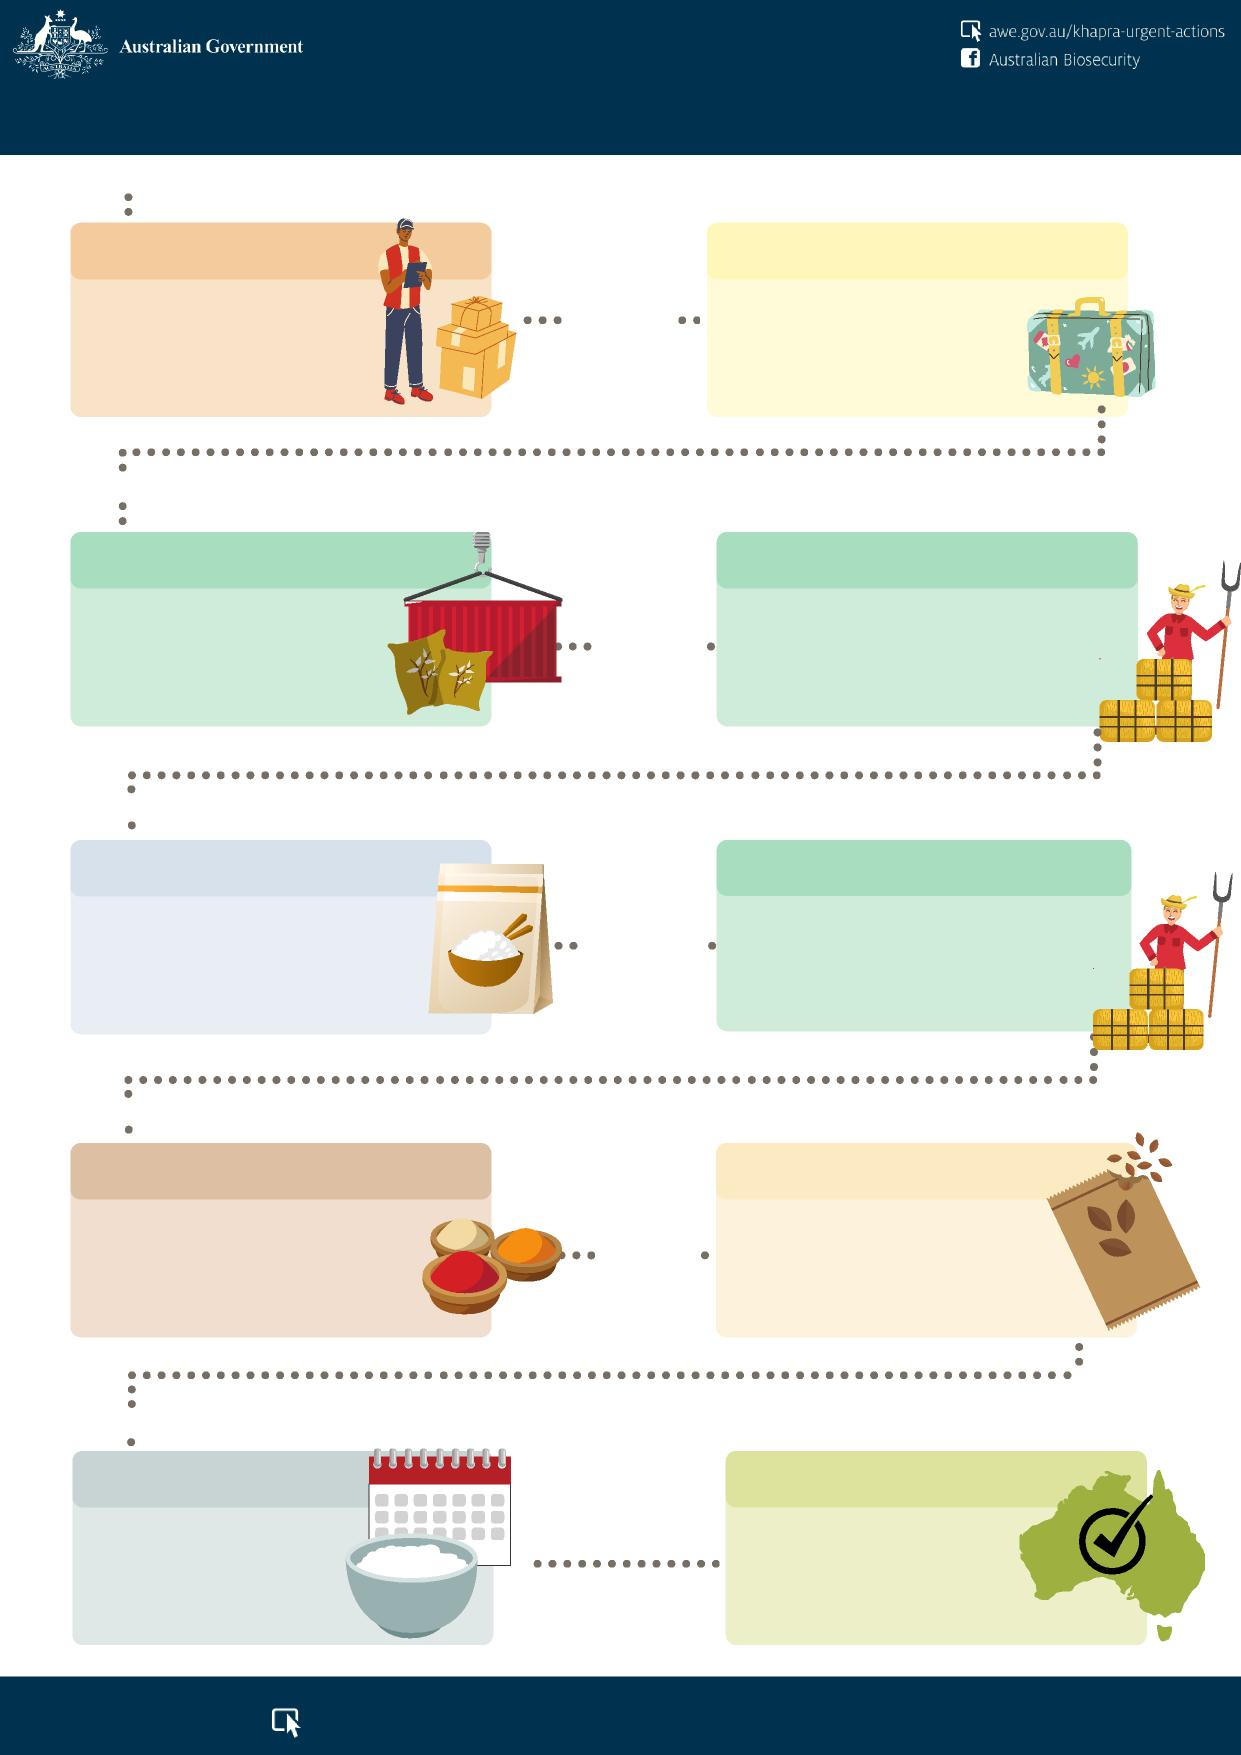 Australian Government
awe.gov.au/khapra-urgent-actions
Australian Biosecurity